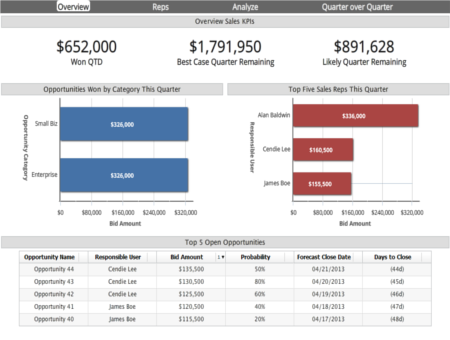 Overview Reps Analyze Quarter over Quarter
Overview Sales KPIs
$652,000 $1,791,950 $891,628
Won QTD Best Case Quarter Remaining Likely Quarter Remaining
Opportunities Won by Category This Quarter
Opportunity Category
Small Biz $326,000
Enterprise $326,000
$0 $80,000 $160,000 $240,000 $320,000
Bid Amount
Top Five Sales Reps This Quarter
Responsible User
Alan Baldwin $336,000
Cendie Lee $160,500
James Boe $155,500
$0 $80,000 $160,000 $240,000 $320,000
Bid Amount
Top 5 Open Opportunities
Opportunity Name Responsible User Bid Amount Probability Forecast Close Date Days to Close
Opportunity 44 Cendie Lee $135,500 50% 04/21/2013 (44d)
Opportunity 43 Cendie Lee $130,500 80% 04/20/2013 (45d)
Opportunity 42 Cendie Lee $125,500 60% 04/19/2013 (46d)
Opportunity 41 James Boe $120,500 40% 04/18/2013 (47d)
Opportunity 40 James Boe $115,500 20% 04/17/2013 (48d)